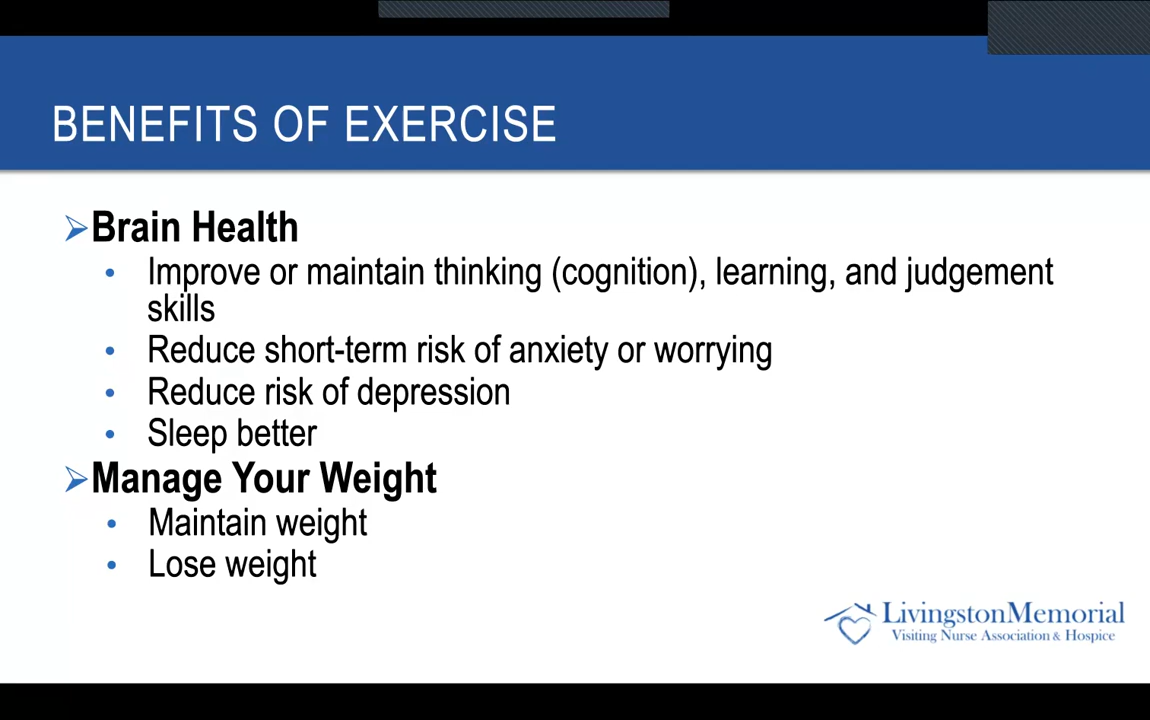 BENEFITS OF EXERCISE
➢Brain Health
• Improve or maintain thinking (cognition), learning, and judgement
skills
• Reduce short-term risk of anxiety or worrying
• Reduce risk of depression
• Sleep better
➢Manage Your Weight
• Maintain weight
• Lose weight
LivingstonMemorial
Visiting Nurse Association & Hospice